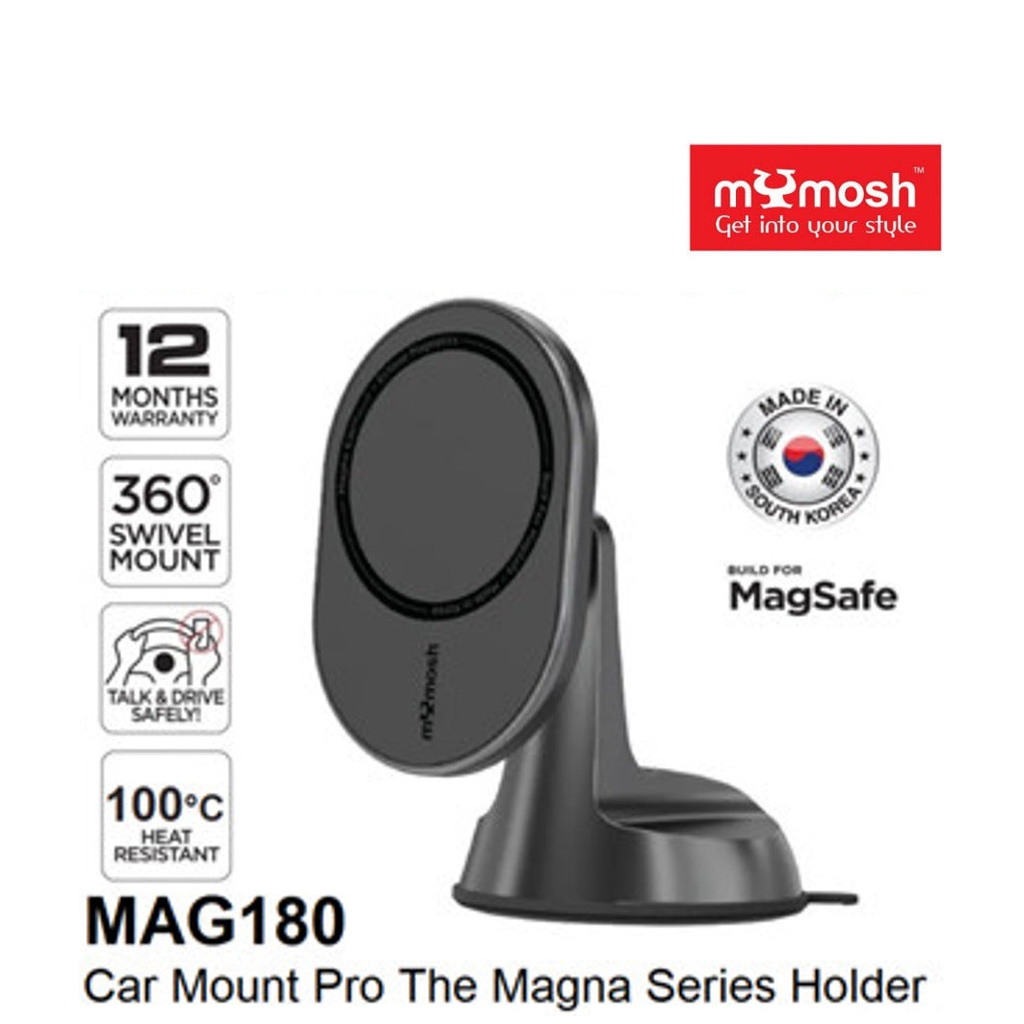 mymosh™
Get into your style
12
MONTHS
WARRANTY
360°
SWIVEL
MOUNT
TALK & DRIVE
SAFELY!
100°C
HEAT
RESISTANT
mymosh
MADE IN
SOUTH KOREA
BUILD FOR
MagSafe
MAG180
Car Mount Pro The Magna Series Holder